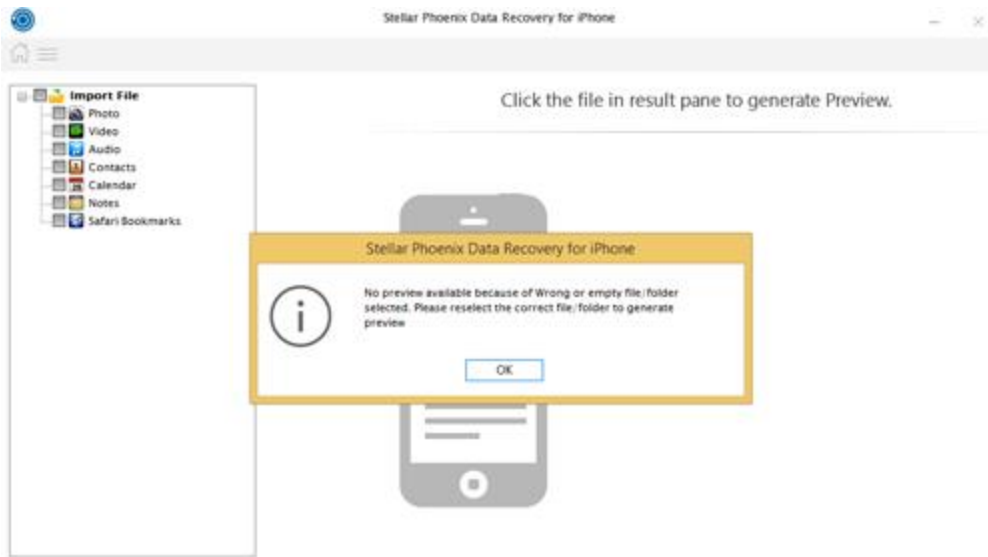 Stellar Phoenix Data Recovery for iPhone
Import File
Photo
Video
Audio
Contacts
Calendar
Notes
Safari Bookmarks
Click the file in result pane to generate Preview.
Stellar Phoenix Data Recovery for iPhone
No preview available because of Wrong or empty file/folder
selected. Please reselect the correct file/folder to generate
preview
OK